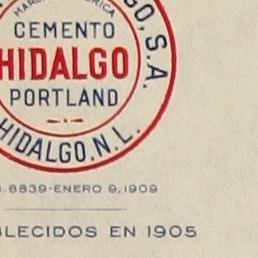 GO, S.A.
CEMENTO
HIDALGO
PORTLAND
HIDALGO. N.L.
.8839-ENERO 9,1909
BLECIDOS EN 1905